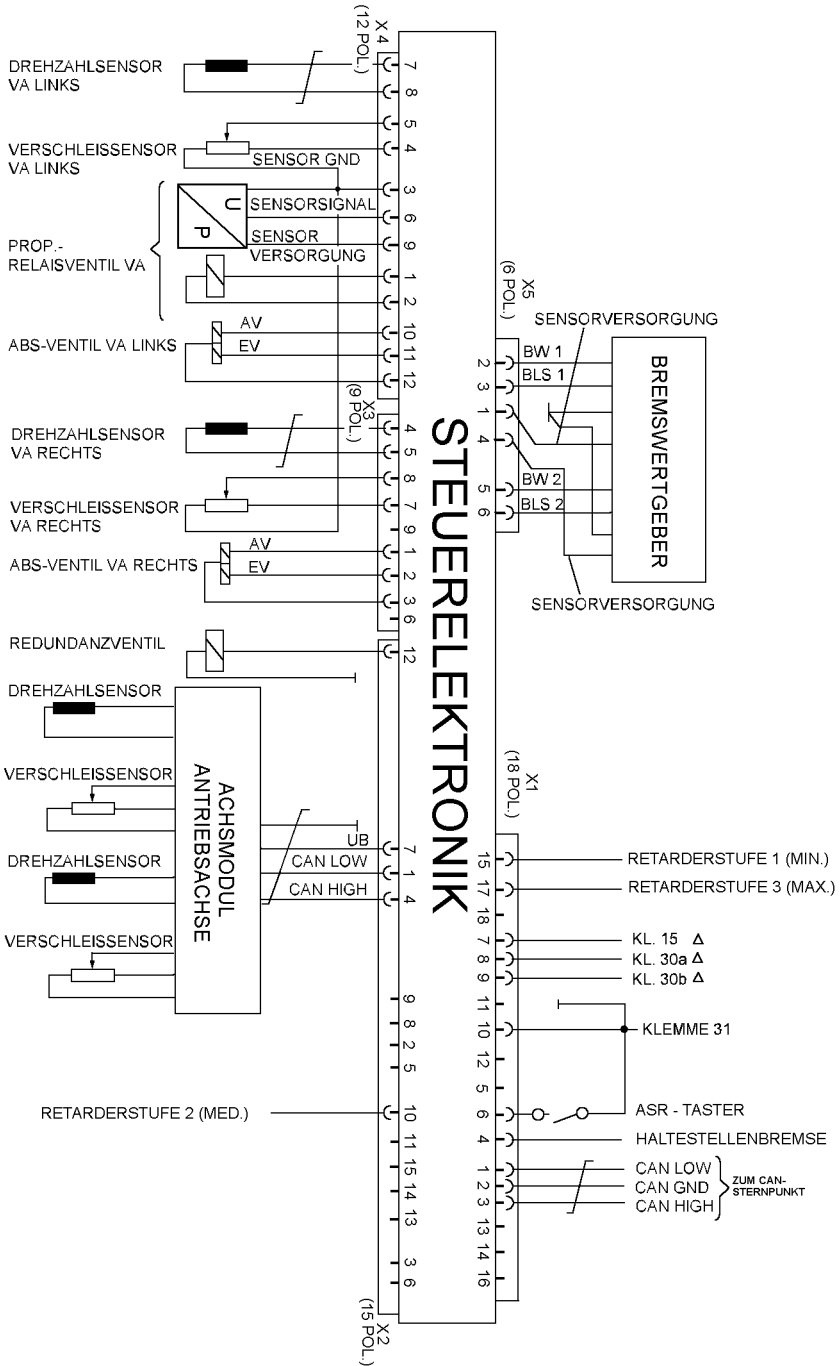 X 4
(12 POL.)
DREHZAHLSENSOR
VA LINKS
7
8
VERSCHLEISSENSOR
VA LINKS
5
4
SENSOR GND
PROP.-
RELAISVENTIL VA
U
P
3
SENSORSIGNAL
6
SENSOR
VERSORGUNG
9
1
2
ABS-VENTIL VA LINKS
AV
EV
10
11
12
X3
(9 POL.)
DREHZAHLSENSOR
VA RECHTS
4
5
VERSCHLEISSENSOR
VA RECHTS
8
7
9
ABS-VENTIL VA RECHTS
AV
EV
1
2
3
6
REDUNDANZVENTIL
12
DREHZAHLSENSOR
VERSCHLEISSENSOR
DREHZAHLSENSOR
VERSCHLEISSENSOR
ACHSMODUL
ANTRIEBSACHSE
UB
CAN LOW
CAN HIGH
7
1
4
9
8
2
5
RETARDERSTUFE 2 (MED.)
10
11
15
14
13
3
6
X2
(15 POL.)
STEUERELEKTRONIK
X5
(6 POL.)
SENSORVERSORGUNG
2
BW 1
3
BLS 1
1
4
5
BW 2
6
BLS 2
BREMSWERTGEBER
SENSORVERSORGUNG
X1
(18 POL.)
15
RETARDERSTUFE 1 (MIN.)
17
RETARDERSTUFE 3 (MAX.)
18
7
KL. 15 Δ
8
KL. 30a Δ
9
KL. 30b Δ
11
10
KLEMME 31
12
5
6
ASR - TASTER
4
HALTESTELLENBREMSE
1
CAN LOW
2
CAN GND
3
CAN HIGH
ZUM CAN-
STERNPUNKT
13
14
16